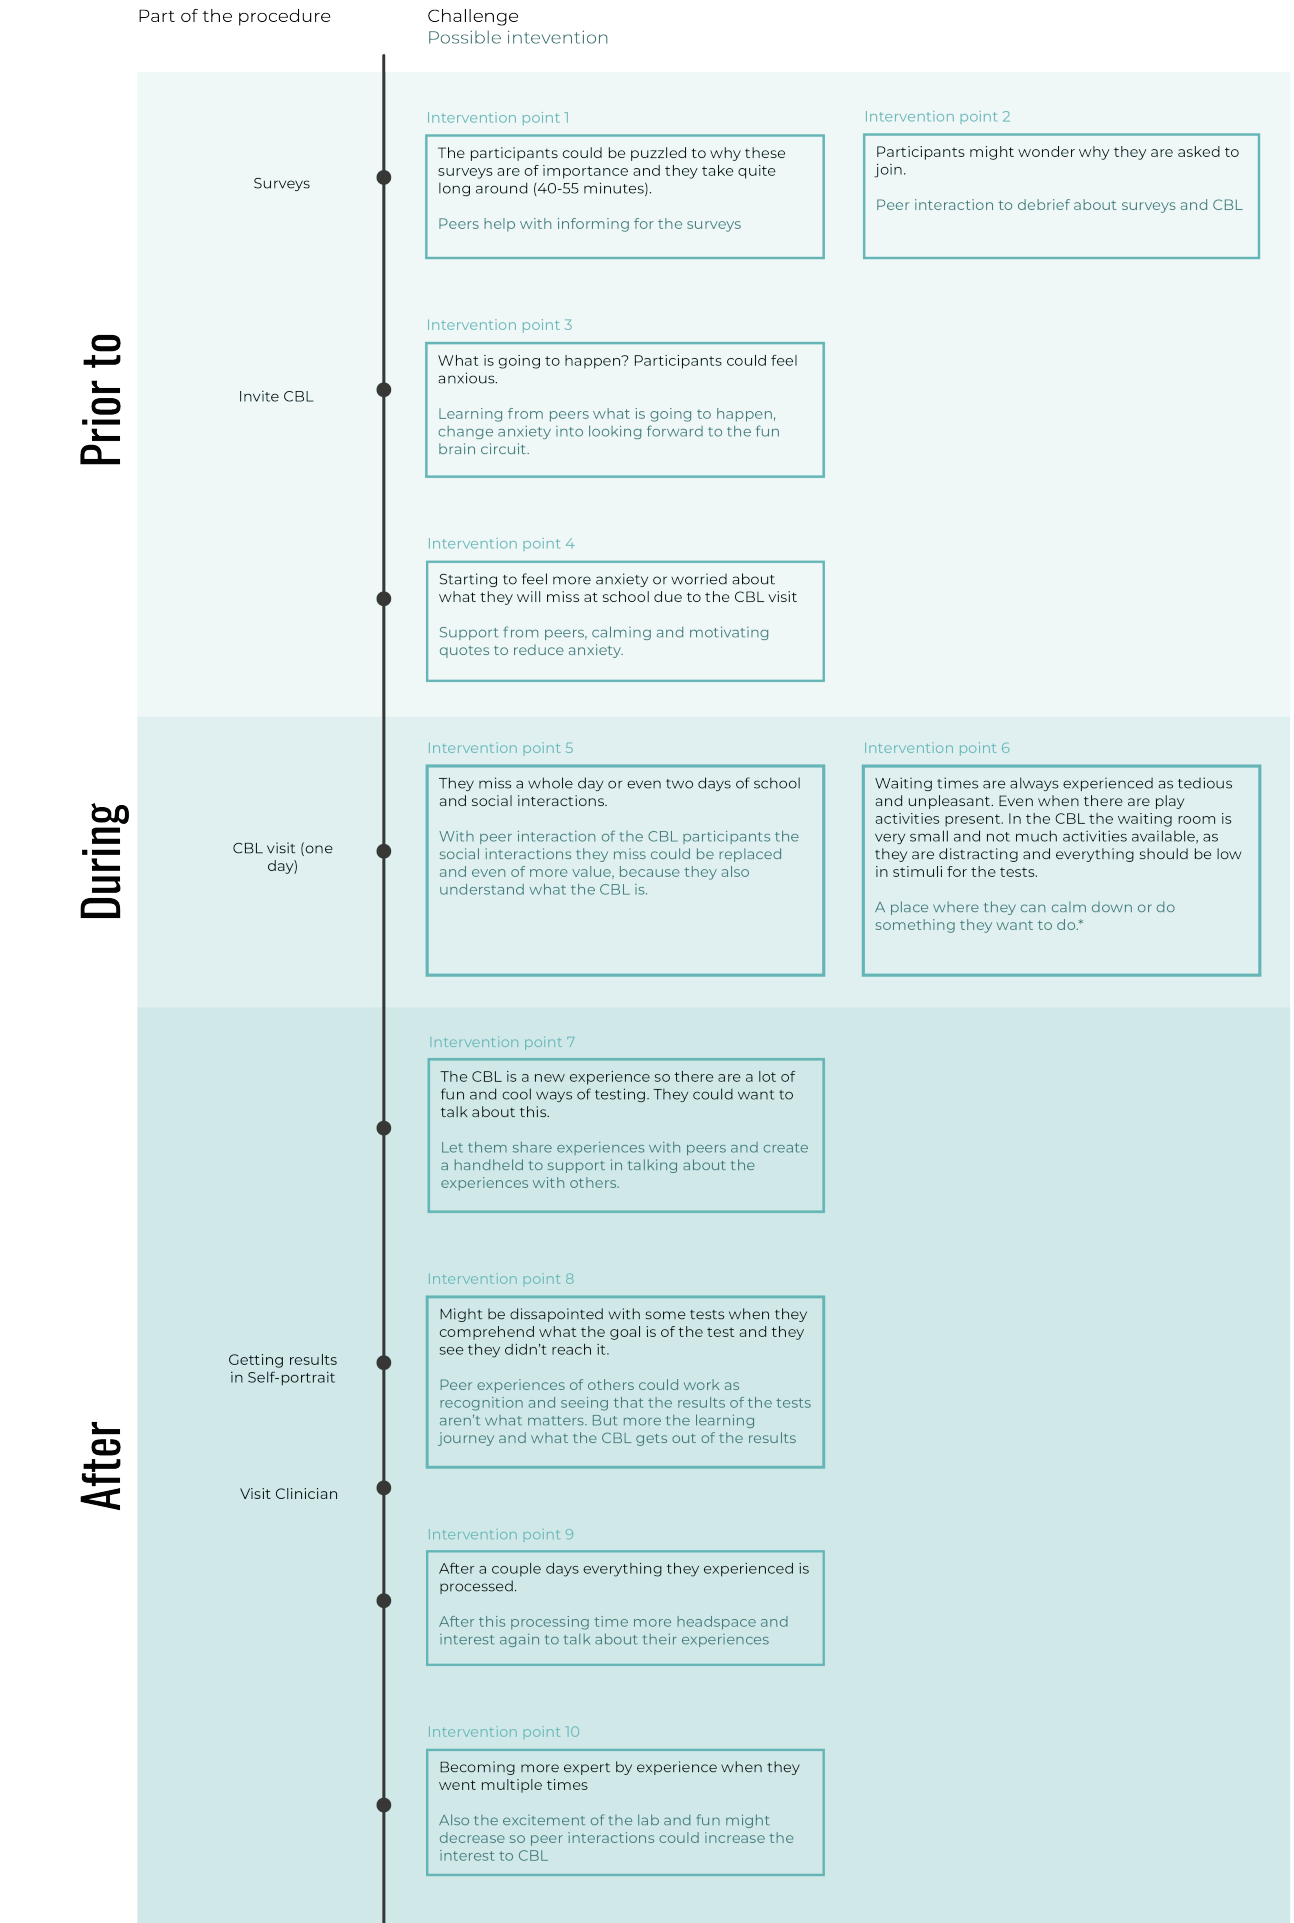 Part of the procedure
Challenge
Possible intevention
Prior to
Surveys
Intervention point 1
The participants could be puzzled to why these
surveys are of importance and they take quite
long around (40-55 minutes).
Peers help with informing for the surveys
Intervention point 2
Participants might wonder why they are asked to
join.
Peer interaction to debrief about surveys and CBL
Invite CBL
Intervention point 3
What is going to happen? Participants could feel
anxious.
Learning from peers what is going to happen,
change anxiety into looking forward to the fun
brain circuit.
Intervention point 4
Starting to feel more anxiety or worried about
what they will miss at school due to the CBL visit
Support from peers, calming and motivating
quotes to reduce anxiety.
During
CBL visit (one
day)
Intervention point 5
They miss a whole day or even two days of school
and social interactions.
With peer interaction of the CBL participants the
social interactions they miss could be replaced
and even of more value, because they also
understand what the CBL is.
Intervention point 6
Waiting times are always experienced as tedious
and unpleasant. Even when there are play
activities present. In the CBL the waiting room is
very small and not much activities available, as
they are distracting and everything should be low
in stimuli for the tests.
A place where they can calm down or do
something they want to do.*
After
Intervention point 7
The CBL is a new experience so there are a lot of
fun and cool ways of testing. They could want to
talk about this.
Let them share experiences with peers and create
a handheld to support in talking about the
experiences with others.
Getting results
in Self-portrait
Intervention point 8
Might be dissapointed with some tests when they
comprehend what the goal is of the test and they
see they didn't reach it.
Peer experiences of others could work as
recognition and seeing that the results of the tests
aren't what matters. But more the learning
journey and what the CBL gets out of the results
Visit Clinician
Intervention point 9
After a couple days everything they experienced is
processed.
After this processing time more headspace and
interest again to talk about their experiences
Intervention point 10
Becoming more expert by experience when they
went multiple times
Also the excitement of the lab and fun might
decrease so peer interactions could increase the
interest to CBL